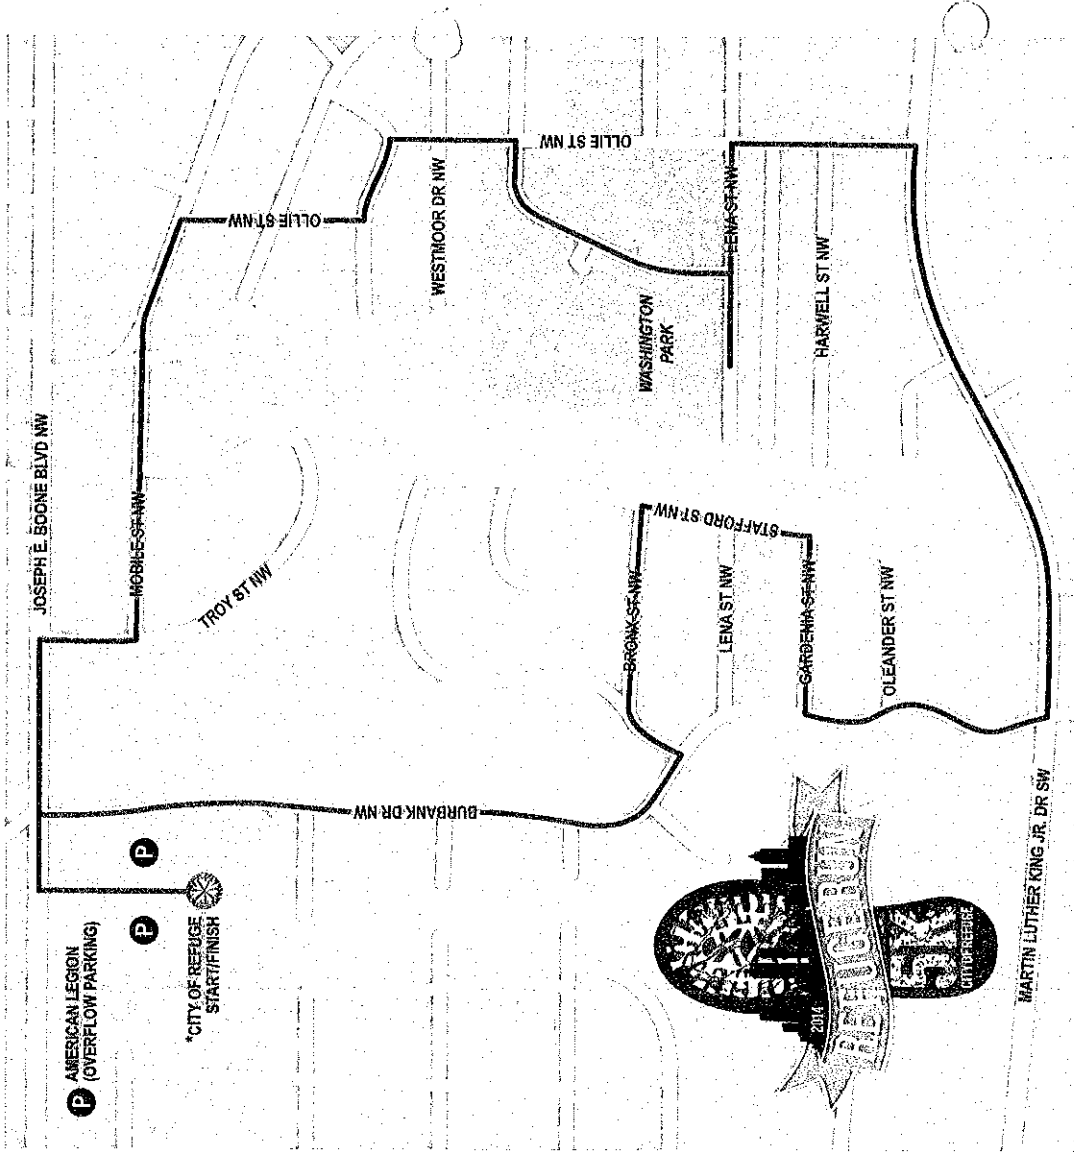 P AMERICAN LEGION
(OVERFLOW PARKING)
P
P
*CITY OF REFUGE
START/FINISH
JOSEPH E. BOONE BLVD NW
MOBILE ST NW
TROY ST NW
OLLIE ST NW
WESTMOOR DR NW
OLLIE ST NW
WASHINGTON
PARK
LENA ST NW
HARWELL ST NW
BURBANK DR NW
BRONX ST NW
STAFFORD ST NW
LENA ST NW
GARDENIA ST NW
OLEANDER ST NW
MARTIN LUTHER KING JR. DR SW
2014
REFUGE RUN
5K
CITY OF REFUGE